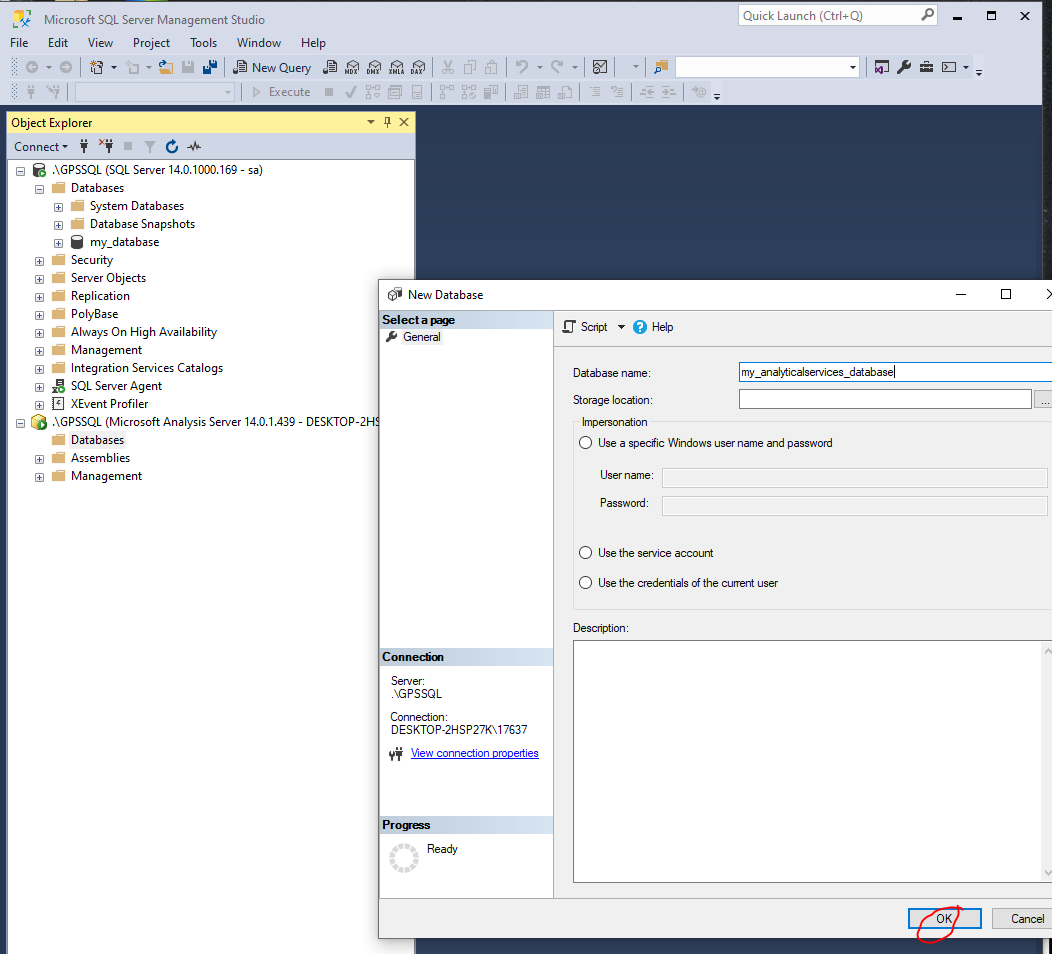 Microsoft SQL Server Management Studio
Quick Launch (Ctrl+Q)
File Edit View Project Tools Window Help
New Query MDX DMX XMLA DAX
Execute
Object Explorer
Connect
.\GPSSQL (SQL Server 14.0.1000.169 - sa)
Databases
System Databases
Database Snapshots
my_database
Security
Server Objects
Replication
PolyBase
Always On High Availability
Management
Integration Services Catalogs
SQL Server Agent
XEvent Profiler
.\GPSSQL (Microsoft Analysis Server 14.0.1.439 - DESKTOP-2HS
Databases
Assemblies
Management
New Database
Select a page
General
Script Help
Database name: my_analyticalservices_database
Storage location: ...
Impersonation
Use a specific Windows user name and password
User name:
Password:
Use the service account
Use the credentials of the current user
Description:
Connection
Server:
.\GPSSQL
Connection:
DESKTOP-2HSP27K\17637
View connection properties
Progress
Ready
OK Cancel